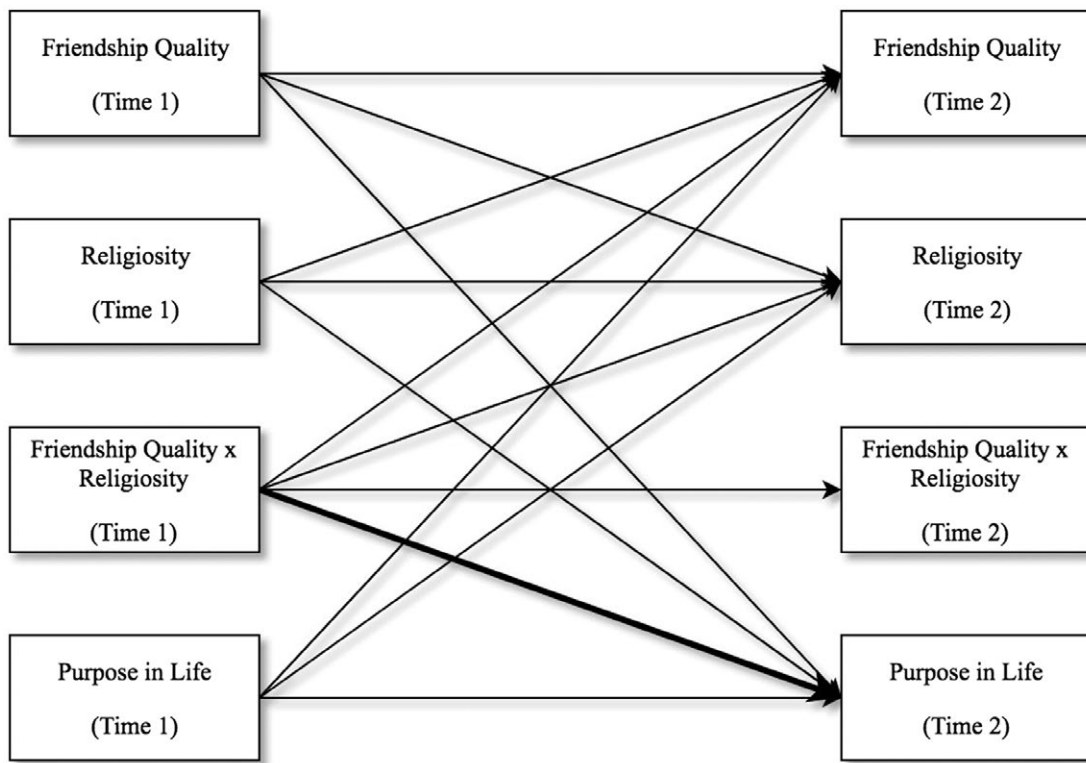 Friendship Quality
(Time 1)
Friendship Quality
(Time 2)
Religiosity
(Time 1)
Religiosity
(Time 2)
Friendship Quality x
Religiosity
(Time 1)
Friendship Quality x
Religiosity
(Time 2)
Purpose in Life
(Time 1)
Purpose in Life
(Time 2)